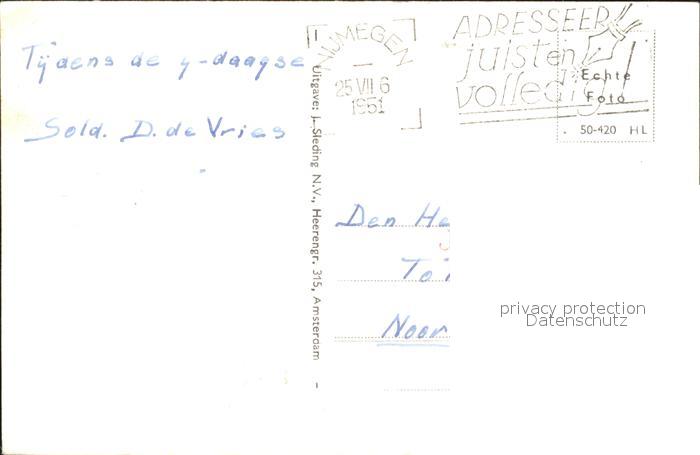 Tijdens de 4-daagse
Sold. D. de Vries
Uitgave: J. Sleding N.V., Heerengr. 315, Amsterdam
NIJMEGEN
25 VII 6
1951
ADRESSEER
juist en
volledig!
Echte
Foto
50-420 HL
Den He
Noor
privacy protection
Datenschutz